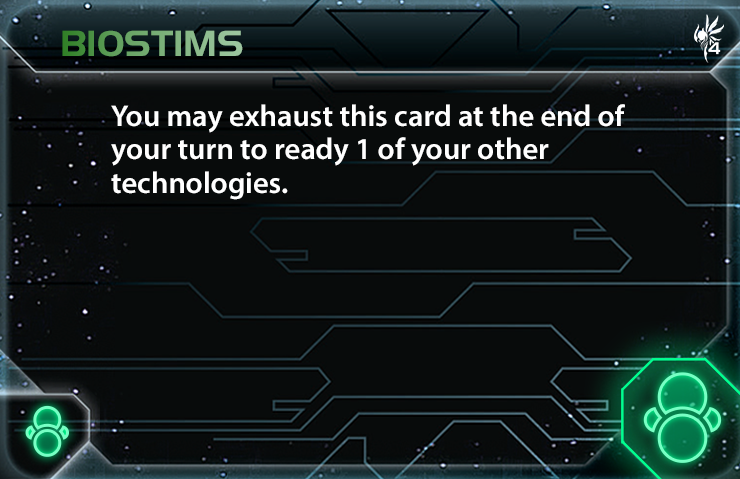 BIOSTIMS
4
You may exhaust this card at the end of
your turn to ready 1 of your other
technologies.